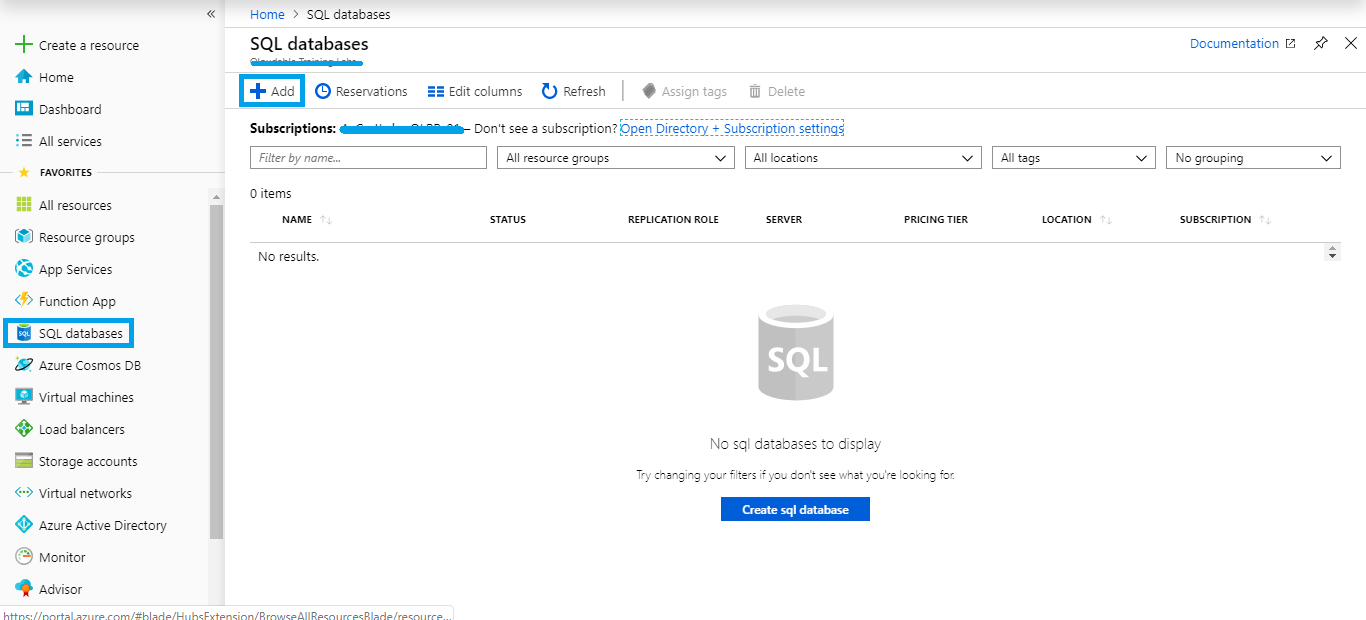 «
Home > SQL databases
Create a resource
Home
Dashboard
All services
FAVORITES
All resources
Resource groups
App Services
Function App
SQL databases
Azure Cosmos DB
Virtual machines
Load balancers
Storage accounts
Virtual networks
Azure Active Directory
Monitor
Advisor
SQL databases
Documentation
Add Reservations Edit columns Refresh Assign tags Delete
Subscriptions: – Don't see a subscription? Open Directory + Subscription settings
Filter by name... All resource groups All locations All tags No grouping
0 items
NAME STATUS REPLICATION ROLE SERVER PRICING TIER LOCATION SUBSCRIPTION
No results.
SQL
No sql databases to display
Try changing your filters if you don't see what you're looking for.
Create sql database
https://portal.azure.com/#blade/HubsExtension/BrowseAllResourcesBlade/resource...